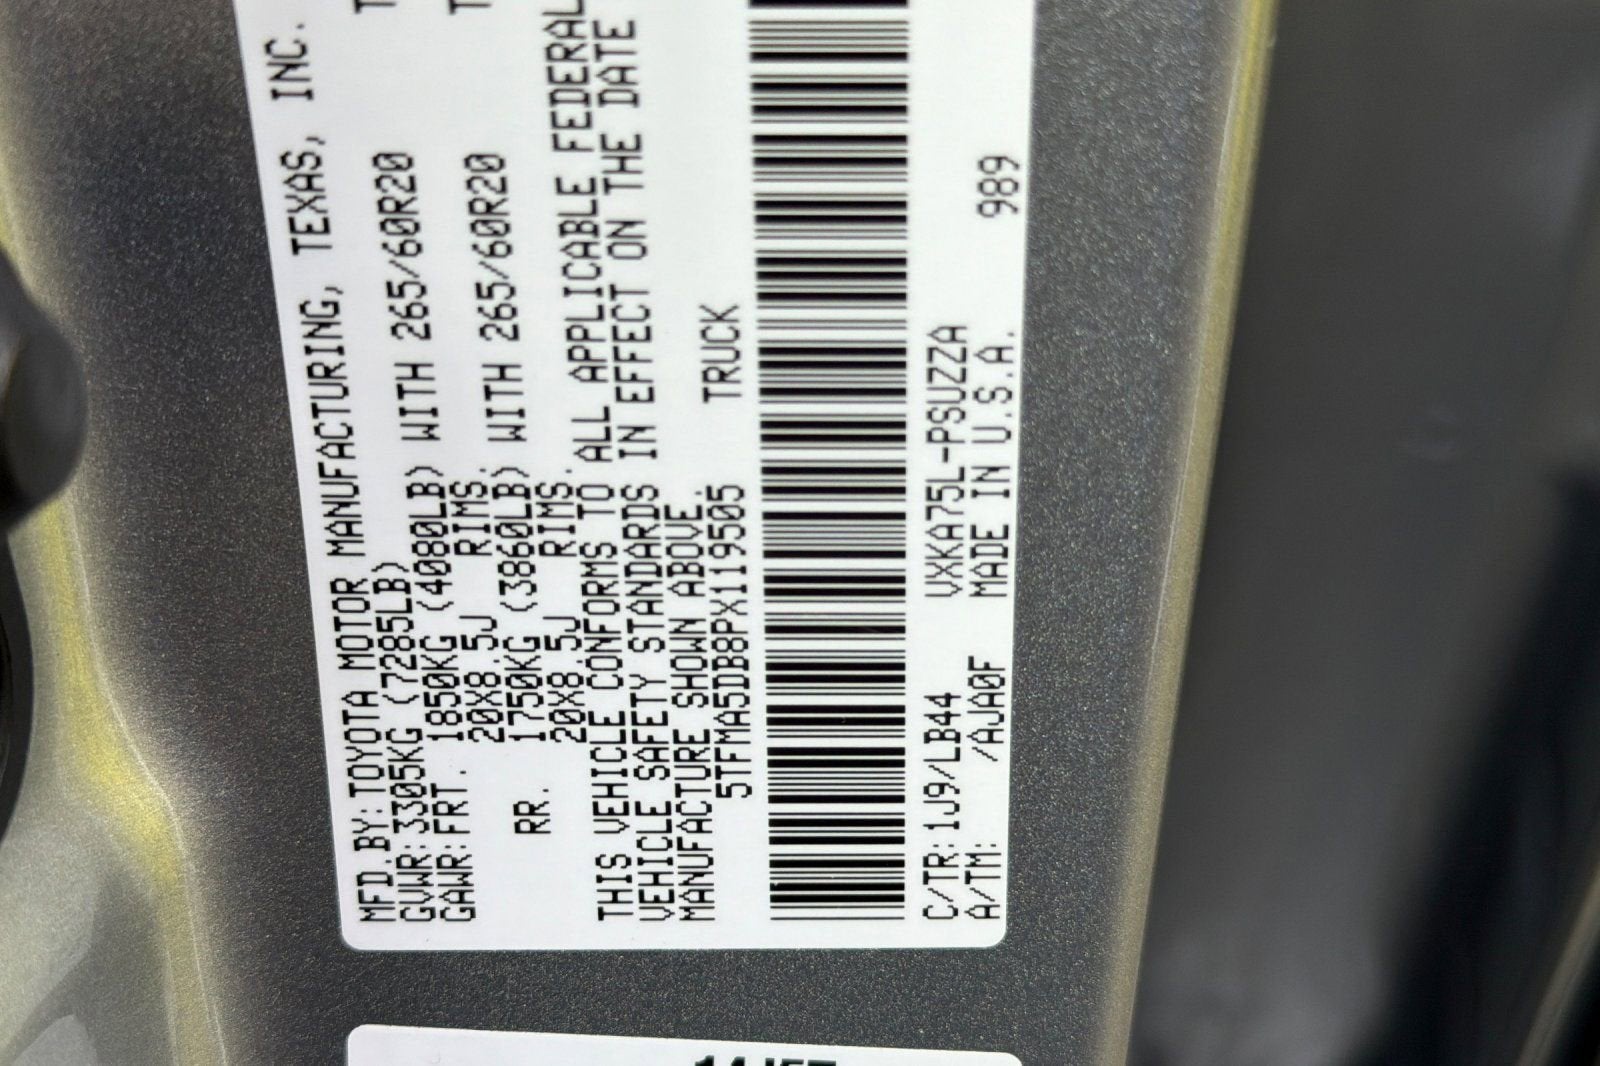 MFD.BY:TOYOTA MOTOR MANUFACTURING, TEXAS, INC.
GVWR:3305KG (7285LB)
GAWR:FRT. 1850KG (4080LB) WITH 265/60R20
20X8.5J RIMS.
RR. 1750KG (3860LB) WITH 265/60R20
20X8.5J RIMS.
THIS VEHICLE CONFORMS TO ALL APPLICABLE FEDERAL
VEHICLE SAFETY STANDARDS IN EFFECT ON THE DATE
MANUFACTURE SHOWN ABOVE.
5TFMA5DB8PX119505 TRUCK
C/TR:1J9/LB44 VXKA75L-PSUZZA
A/TM: /AJA0F MADE IN U.S.A. 989